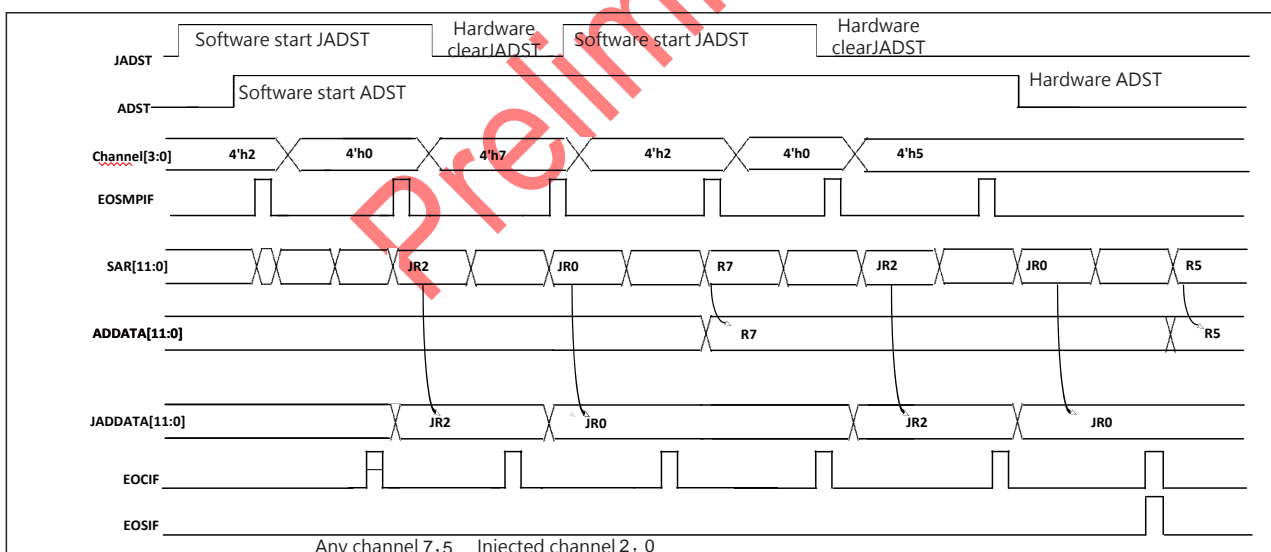 JADST
Software start JADST
Hardware
clearJADST
Software start JADST
Hardware
clearJADST
ADST
Software start ADST
Hardware ADST
Channel[3:0]
4'h2
4'h0
4'h7
4'h2
4'h0
4'h5
EOSMPIF
SAR[11:0]
JR2
JR0
R7
JR2
JR0
R5
ADDATA[11:0]
R7
R5
JADDATA[11:0]
JR2
JR0
JR2
JR0
EOCIF
EOSIF
Any channel 7,5 Injected channel 2, 0
Prelim